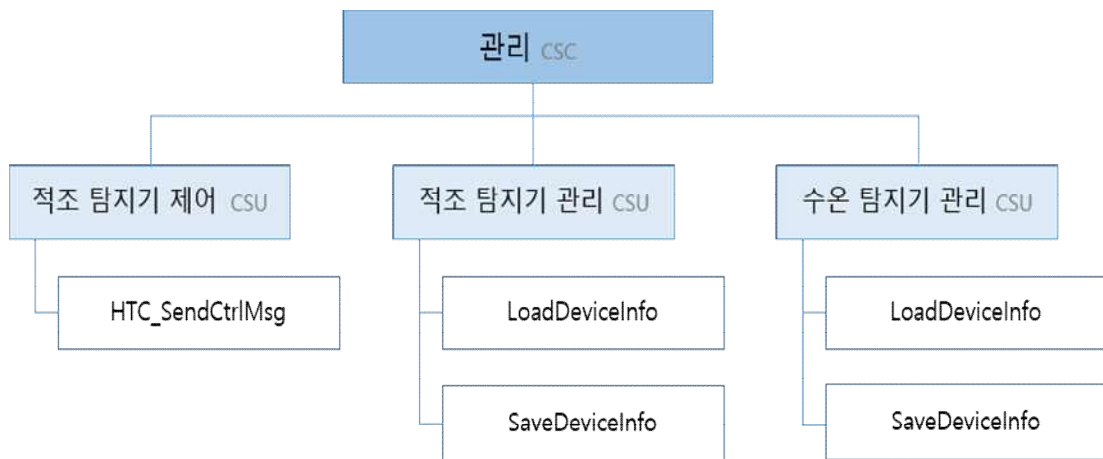 관리 CSC
적조 탐지기 제어 CSU
적조 탐지기 관리 CSU
수온 탐지기 관리 CSU
HTC_SendCtrlMsg
LoadDeviceInfo
LoadDeviceInfo
SaveDeviceInfo
SaveDeviceInfo